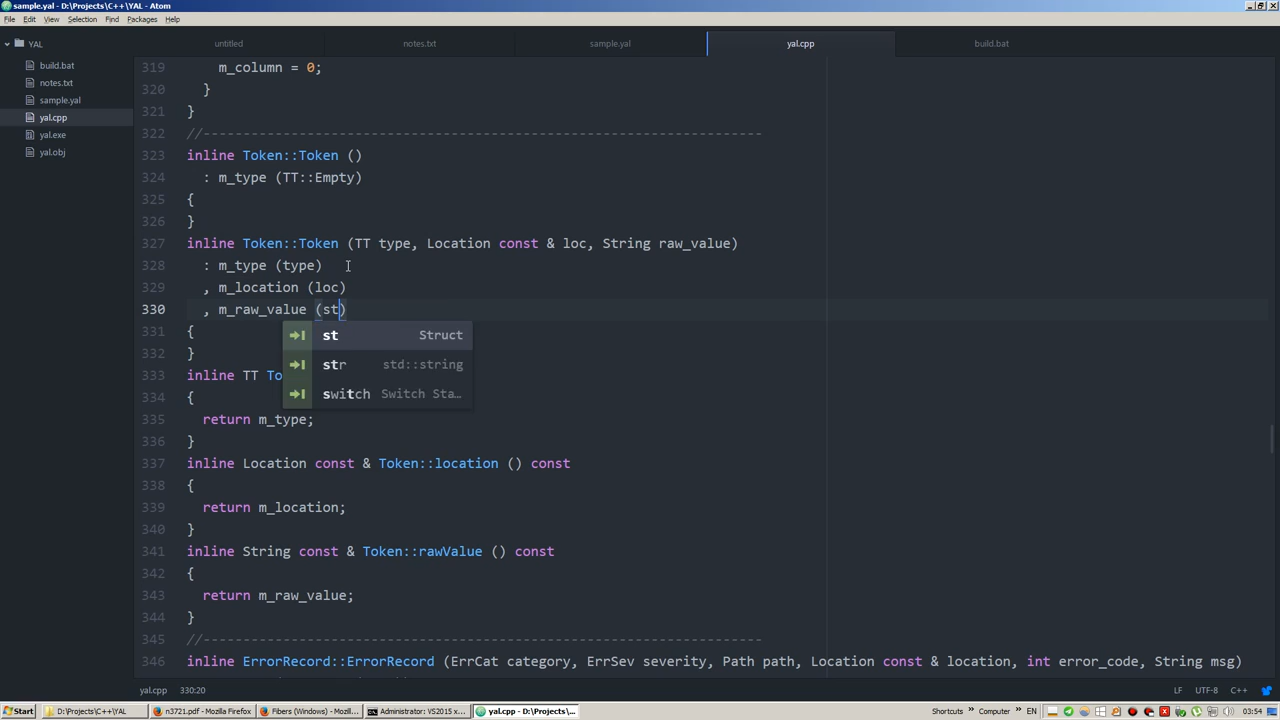 sample.yal - D:\Projects\C++\YAL - Atom
File Edit View Selection Find Packages Help
YAL
build.bat
notes.txt
sample.yal
yal.cpp
yal.exe
yal.obj
untitled notes.txt sample.yal yal.cpp build.bat
319 m_column = 0;
320 }
321 }
322 //-----------------------------------------------------------------------
323 inline Token::Token ()
324 : m_type (TT::Empty)
325 {
326 }
327 inline Token::Token (TT type, Location const & loc, String raw_value)
328 : m_type (type)
329 , m_location (loc)
330 , m_raw_value (st)
331 {
332 }
st Struct
str std::string
switch Switch Sta…
333 inline TT To
334 {
335 return m_type;
336 }
337 inline Location const & Token::location () const
338 {
339 return m_location;
340 }
341 inline String const & Token::rawValue () const
342 {
343 return m_raw_value;
344 }
345 //-----------------------------------------------------------------------
346 inline ErrorRecord::ErrorRecord (ErrCat category, ErrSev severity, Path path, Location const & location, int error_code, String msg)
yal.cpp 330:20 LF UTF-8 C++
Start D:\Projects\C++\YAL n3721.pdf - Mozilla Firefox Fibers (Windows) - Mozill... Administrator: VS2015 x... yal.cpp - D:\Projects\... Shortcuts » Computer » EN 03:54